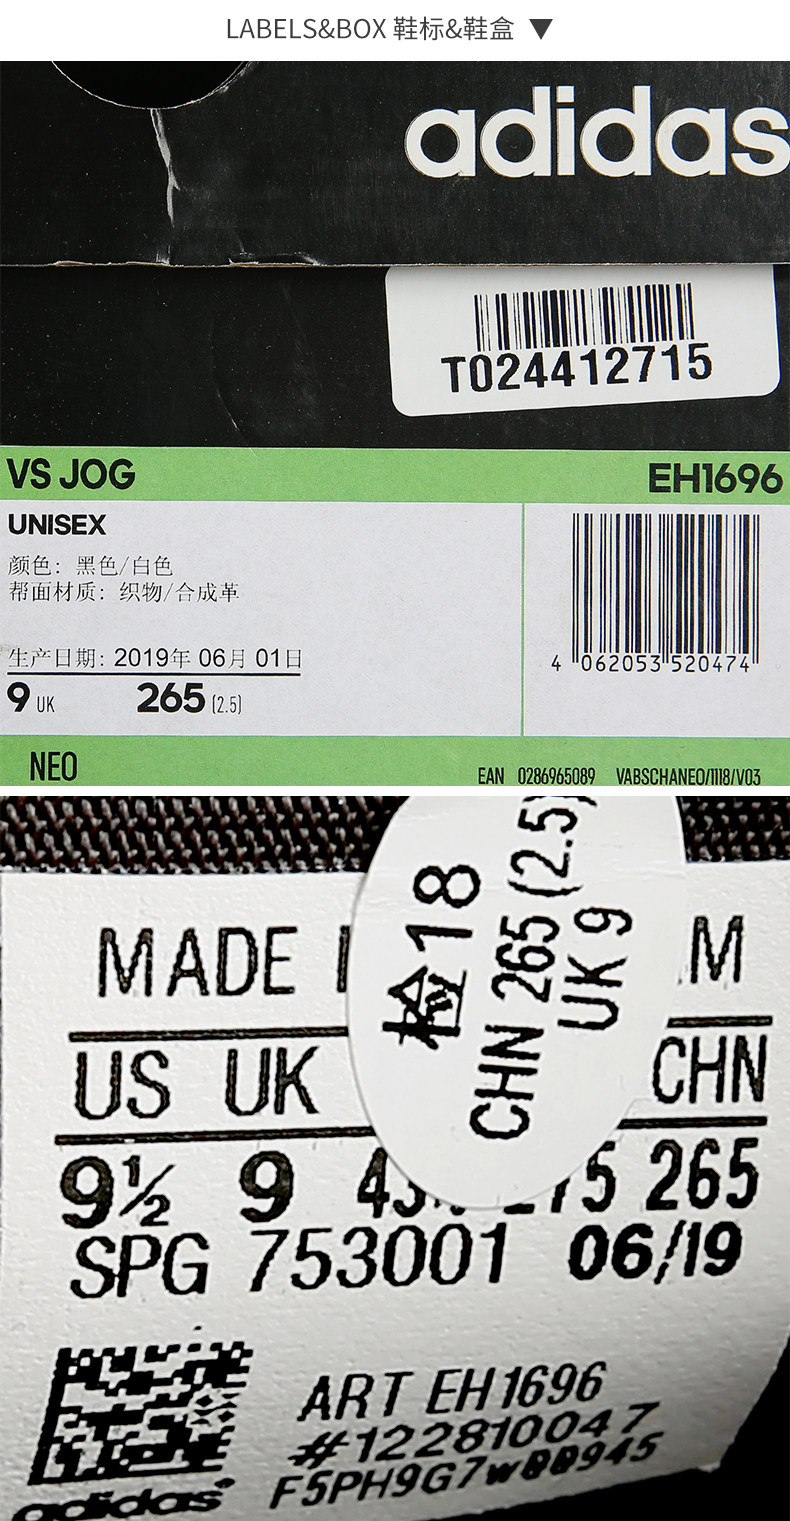 LABELS&BOX 鞋标&鞋盒
adidas
T024412715
VS JOG EH1696
UNISEX
颜色: 黑色/白色
帮面材质: 织物/合成革
生产日期: 2019年 06月 01日
9 UK 265 (2.5)
4 062053 520474
NEO
EAN 0286965089 VABSCHANEO/1118/V03
检18
CHN 265 (2.5)
UK 9
MADE
US UK CHN
9½ 9 265
SPG 753001 06/19
ART EH1696
#122810047
adidas